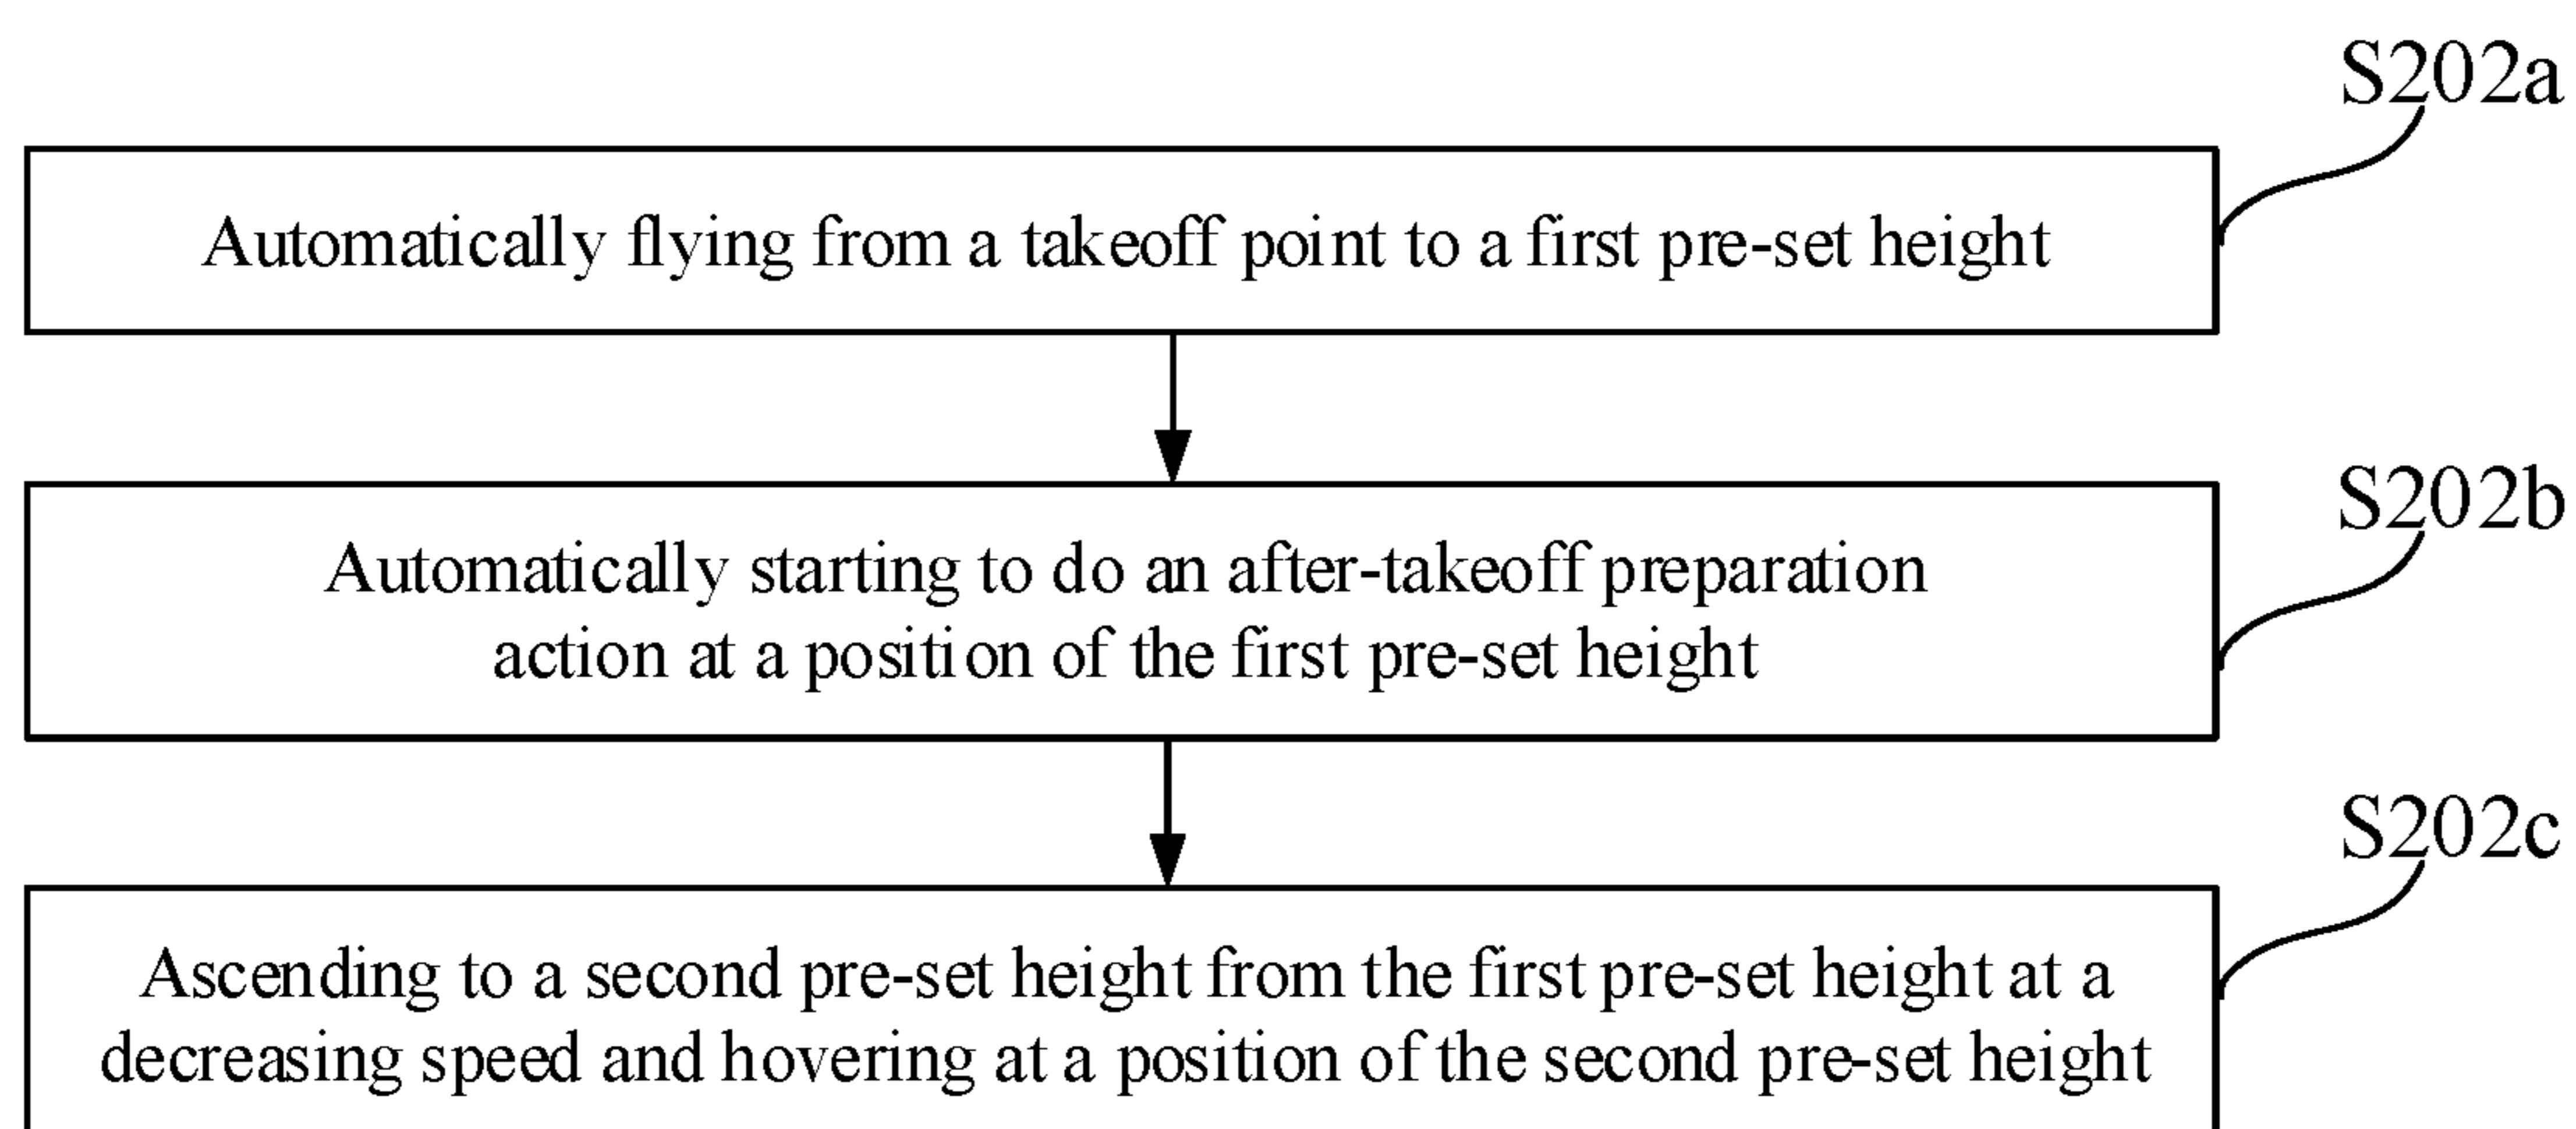 S202a
Automatically flying from a takeoff point to a first pre-set height
S202b
Automatically starting to do an after-takeoff preparation
action at a position of the first pre-set height
S202c
Ascending to a second pre-set height from the first pre-set height at a
decreasing speed and hovering at a position of the second pre-set height